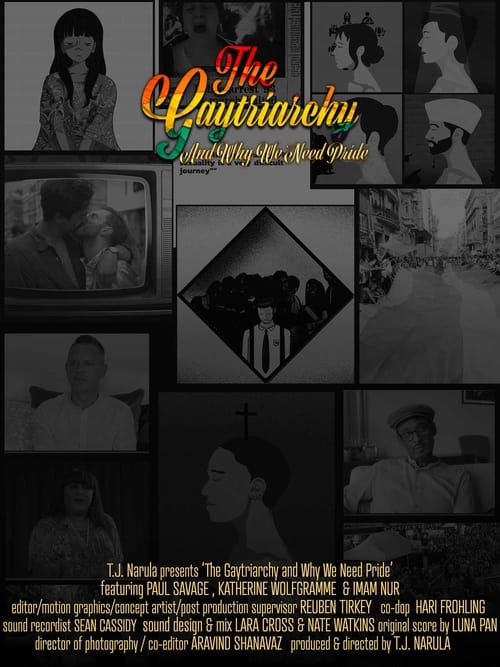 The
Gaytriarchy
And Why We Need Pride
journey""
T.J. Narula presents 'The Gaytriarchy and Why We Need Pride'
featuring PAUL SAVAGE , KATHERINE WOLFGRAMME & IMAM NUR
editor/motion graphics/concept artist/post production supervisor REUBEN TIRKEY co-dop HARI FROHLING
sound recordist SEAN CASSIDY sound design & mix LARA CROSS & NATE WATKINS original score by LUNA PAN
director of photography / co-editor ARAVIND SHANAVAZ produced & directed by T.J. NARULA